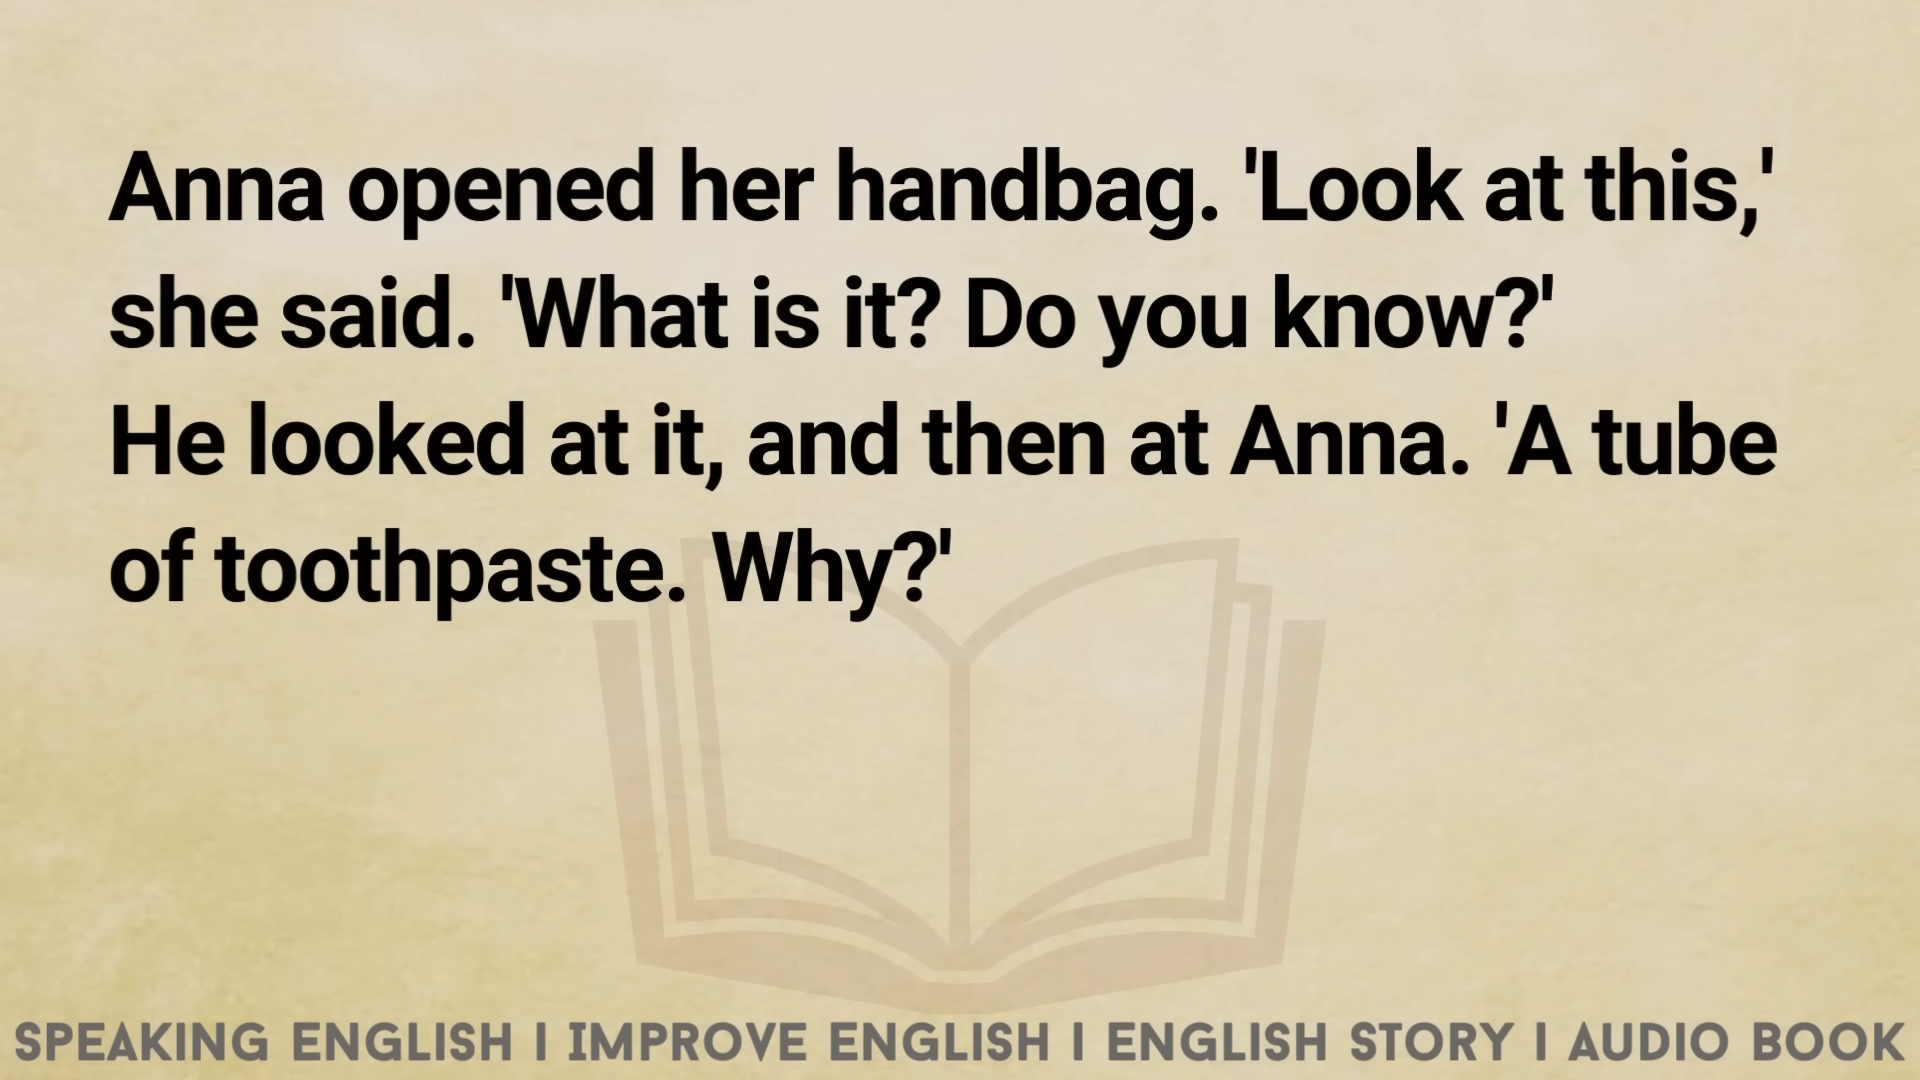 Anna opened her handbag. 'Look at this,'
she said. 'What is it? Do you know?'
He looked at it, and then at Anna. 'A tube
of toothpaste. Why?'
SPEAKING ENGLISH I IMPROVE ENGLISH I ENGLISH STORY I AUDIO BOOK